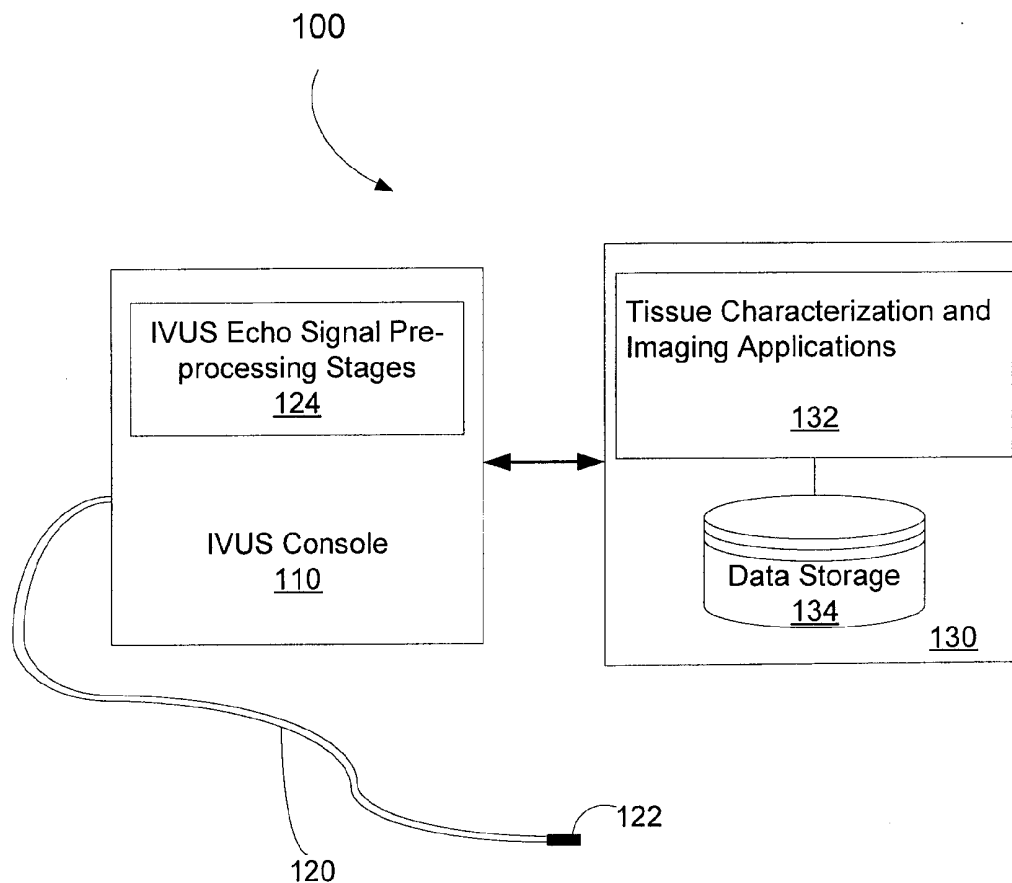 100
IVUS Echo Signal Pre-
processing Stages
124
IVUS Console
110
Tissue Characterization and
Imaging Applications
132
Data Storage
134
130
122
120